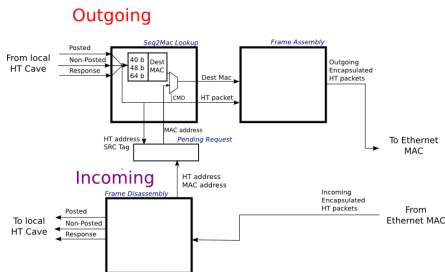 Outgoing
Seq2Mac Lookup
Frame Assembly
From local
HT Cave
Posted
Non-Posted
Response
40 b
48 b
64 b
Dest
MAC
CMD
Dest Mac
HT packet
Outgoing
Encapsulated
HT packets
To Ethernet
MAC
MAC address
HT address
SRC Tag
Pending Request
Incoming
HT address
MAC address
Frame Disassembly
To local
HT Cave
Posted
Non-Posted
Response
Incoming
Encapsulated
HT packets
From
Ethernet MAC